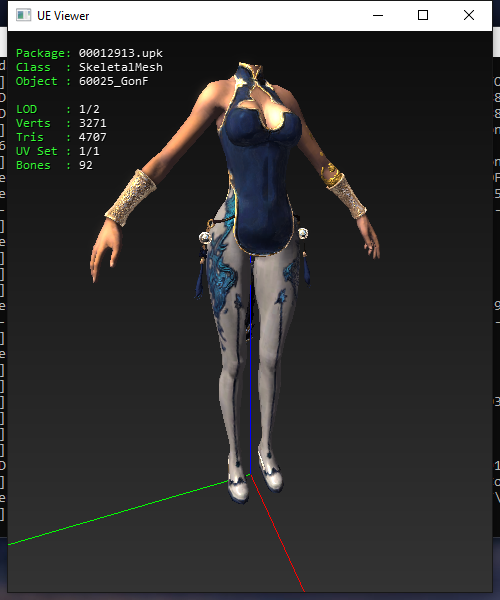 UE Viewer
Package: 00012913.upk
Class : SkeletalMesh
Object : 60025_GonF
LOD : 1/2
Verts : 3271
Tris : 4707
UV Set : 1/1
Bones : 92